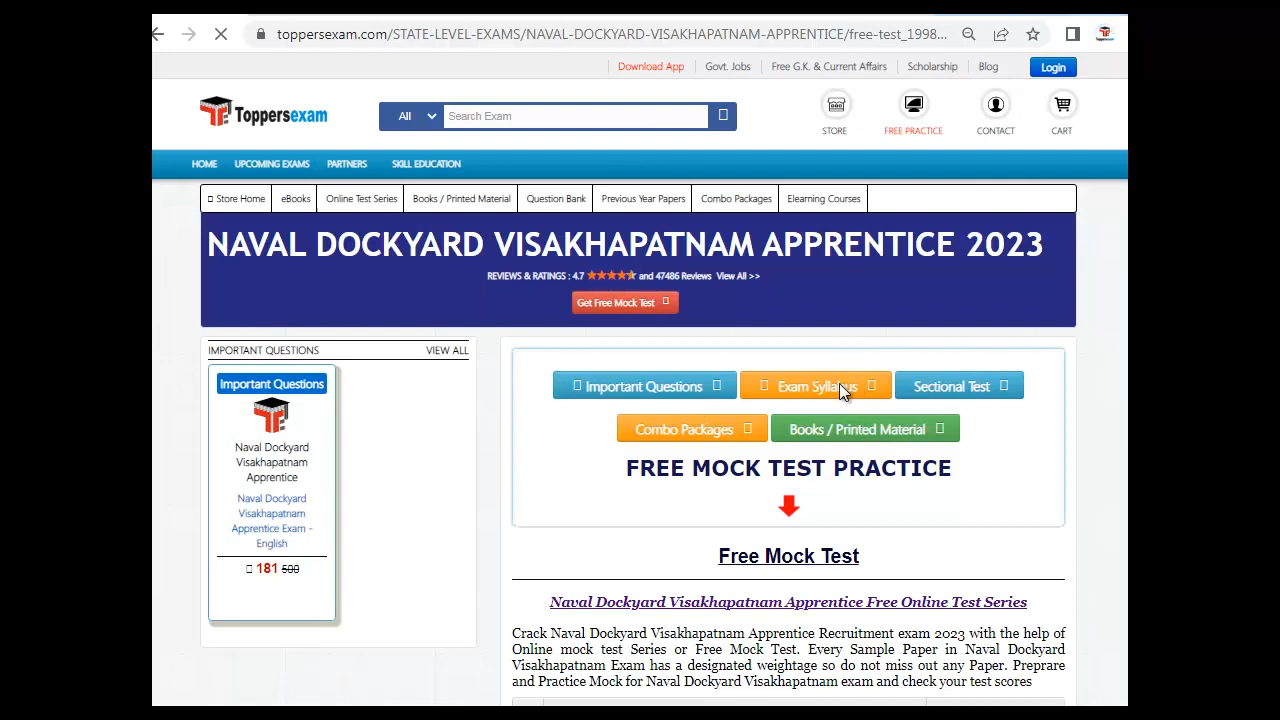 toppersexam.com/STATE-LEVEL-EXAMS/NAVAL-DOCKYARD-VISAKHAPATNAM-APPRENTICE/free-test_1998...
Download App Govt. Jobs Free G.K. & Current Affairs Scholarship Blog Login
Toppersexam
All Search Exam
STORE FREE PRACTICE CONTACT CART
HOME UPCOMING EXAMS PARTNERS SKILL EDUCATION
Store Home eBooks Online Test Series Books / Printed Material Question Bank Previous Year Papers Combo Packages Elearning Courses
NAVAL DOCKYARD VISAKHAPATNAM APPRENTICE 2023
REVIEWS & RATINGS : 4.7 and 47486 Reviews View All >>
Get Free Mock Test
IMPORTANT QUESTIONS VIEW ALL
Important Questions
Naval Dockyard
Visakhapatnam
Apprentice
Naval Dockyard
Visakhapatnam
Apprentice Exam -
English
181 500
Important Questions Exam Syllabus Sectional Test
Combo Packages Books / Printed Material
FREE MOCK TEST PRACTICE
Free Mock Test
Naval Dockyard Visakhapatnam Apprentice Free Online Test Series
Crack Naval Dockyard Visakhapatnam Apprentice Recruitment exam 2023 with the help of
Online mock test Series or Free Mock Test. Every Sample Paper in Naval Dockyard
Visakhapatnam Exam has a designated weightage so do not miss out any Paper. Preprare
and Practice Mock for Naval Dockyard Visakhapatnam exam and check your test scores